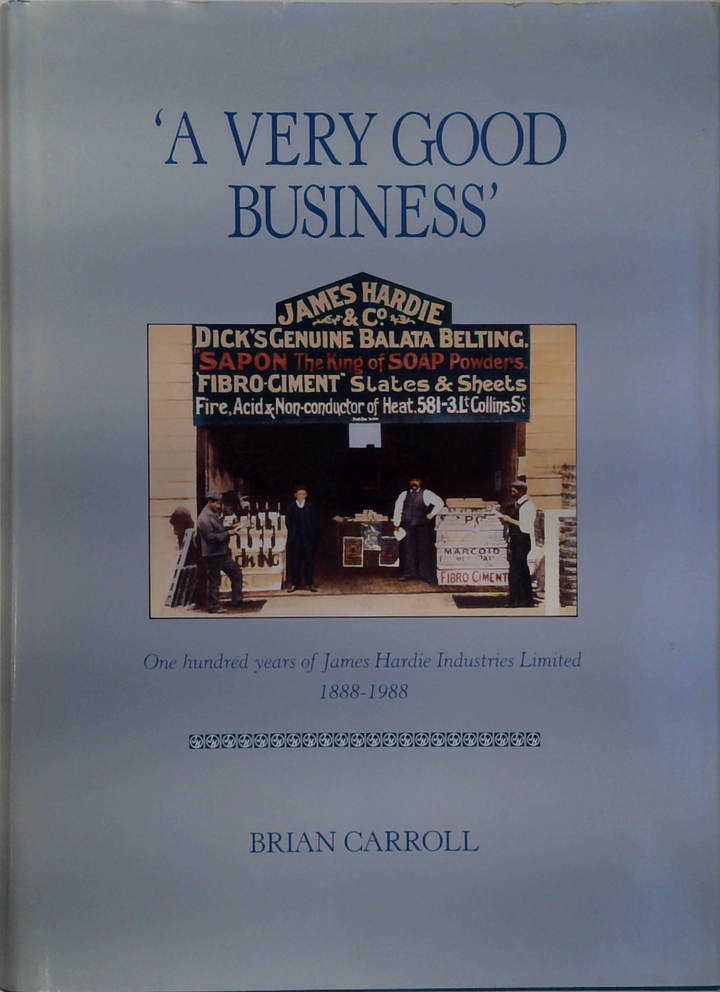 'A VERY GOOD
BUSINESS'
JAMES HARDIE
& Co
DICK'S GENUINE BALATA BELTING.
SAPON The King of SOAP Powders.
"FIBRO-CIMENT" Slates & Sheets
Fire, Acid & Non-conductor of Heat. 581-3. Lt Collins St
MARCOID
FIBRO CIMENT
One hundred years of James Hardie Industries Limited
1888-1988
BRIAN CARROLL